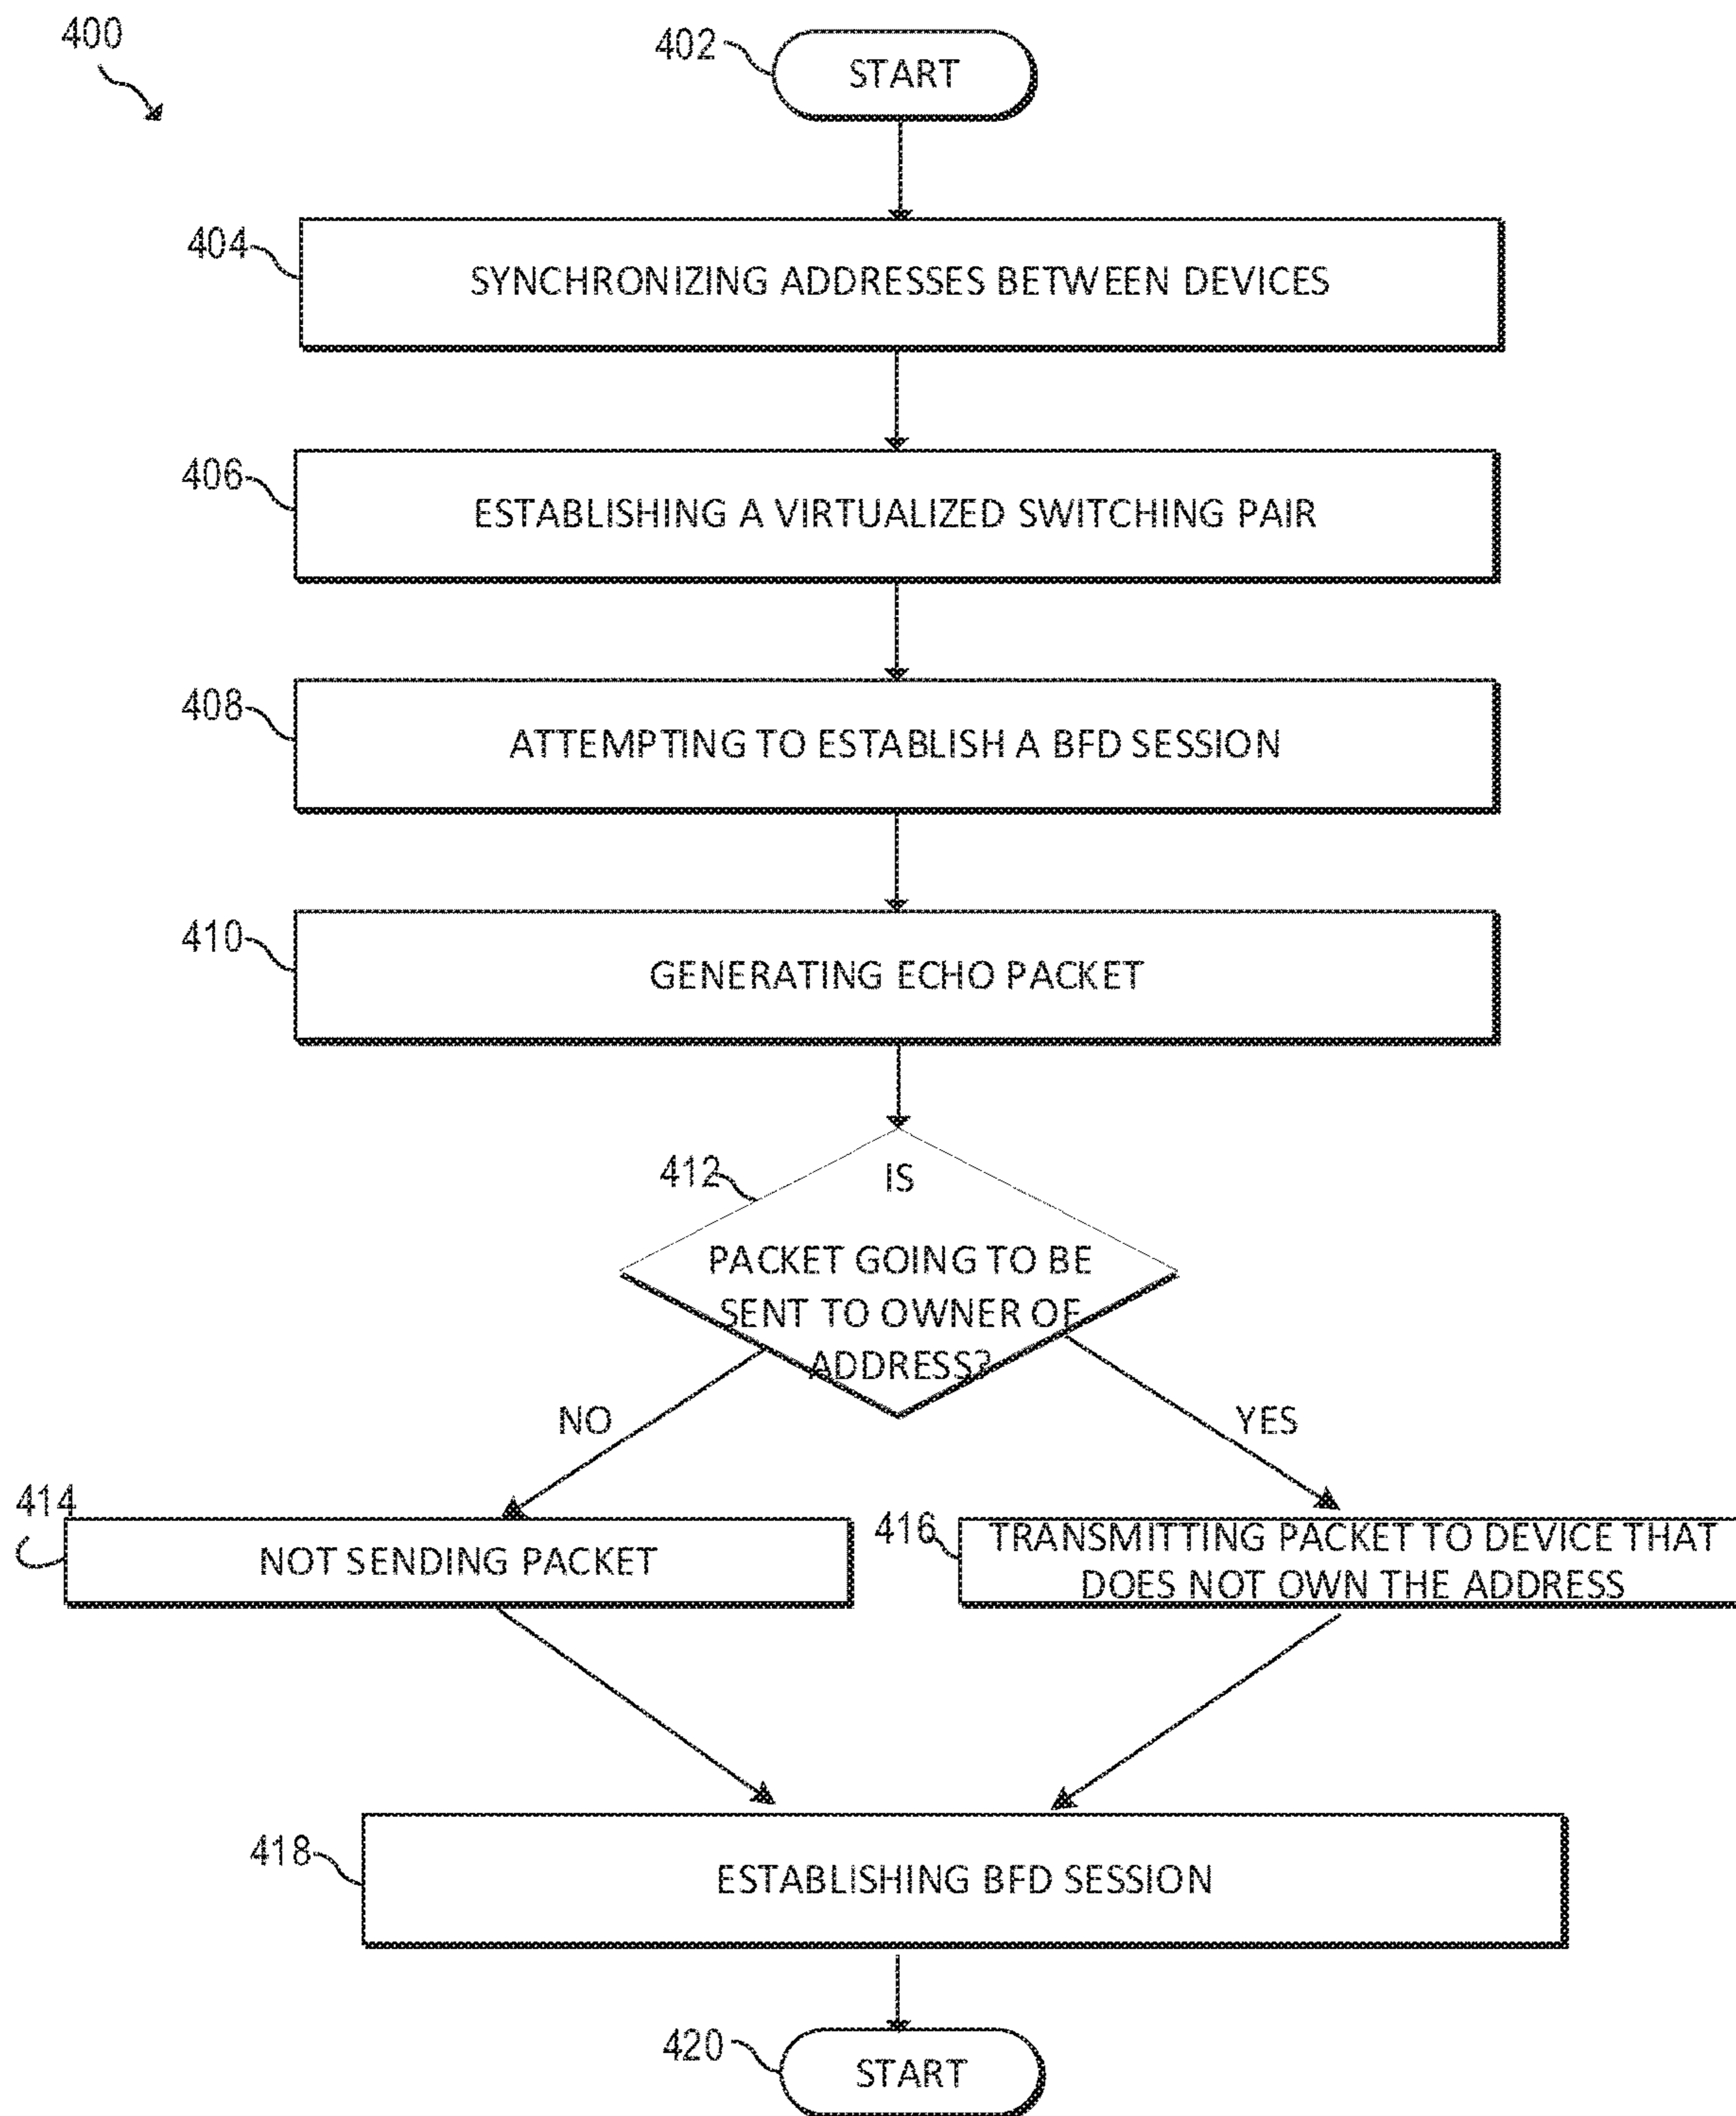 400
402
START
404
SYNCHRONIZING ADDRESSES BETWEEN DEVICES
406
ESTABLISHING A VIRTUALIZED SWITCHING PAIR
408
ATTEMPTING TO ESTABLISH A BFD SESSION
410
GENERATING ECHO PACKET
412
IS
PACKET GOING TO BE
SENT TO OWNER OF
ADDRESS?
NO
YES
414
NOT SENDING PACKET
416
TRANSMITTING PACKET TO DEVICE THAT
DOES NOT OWN THE ADDRESS
418
ESTABLISHING BFD SESSION
420
START